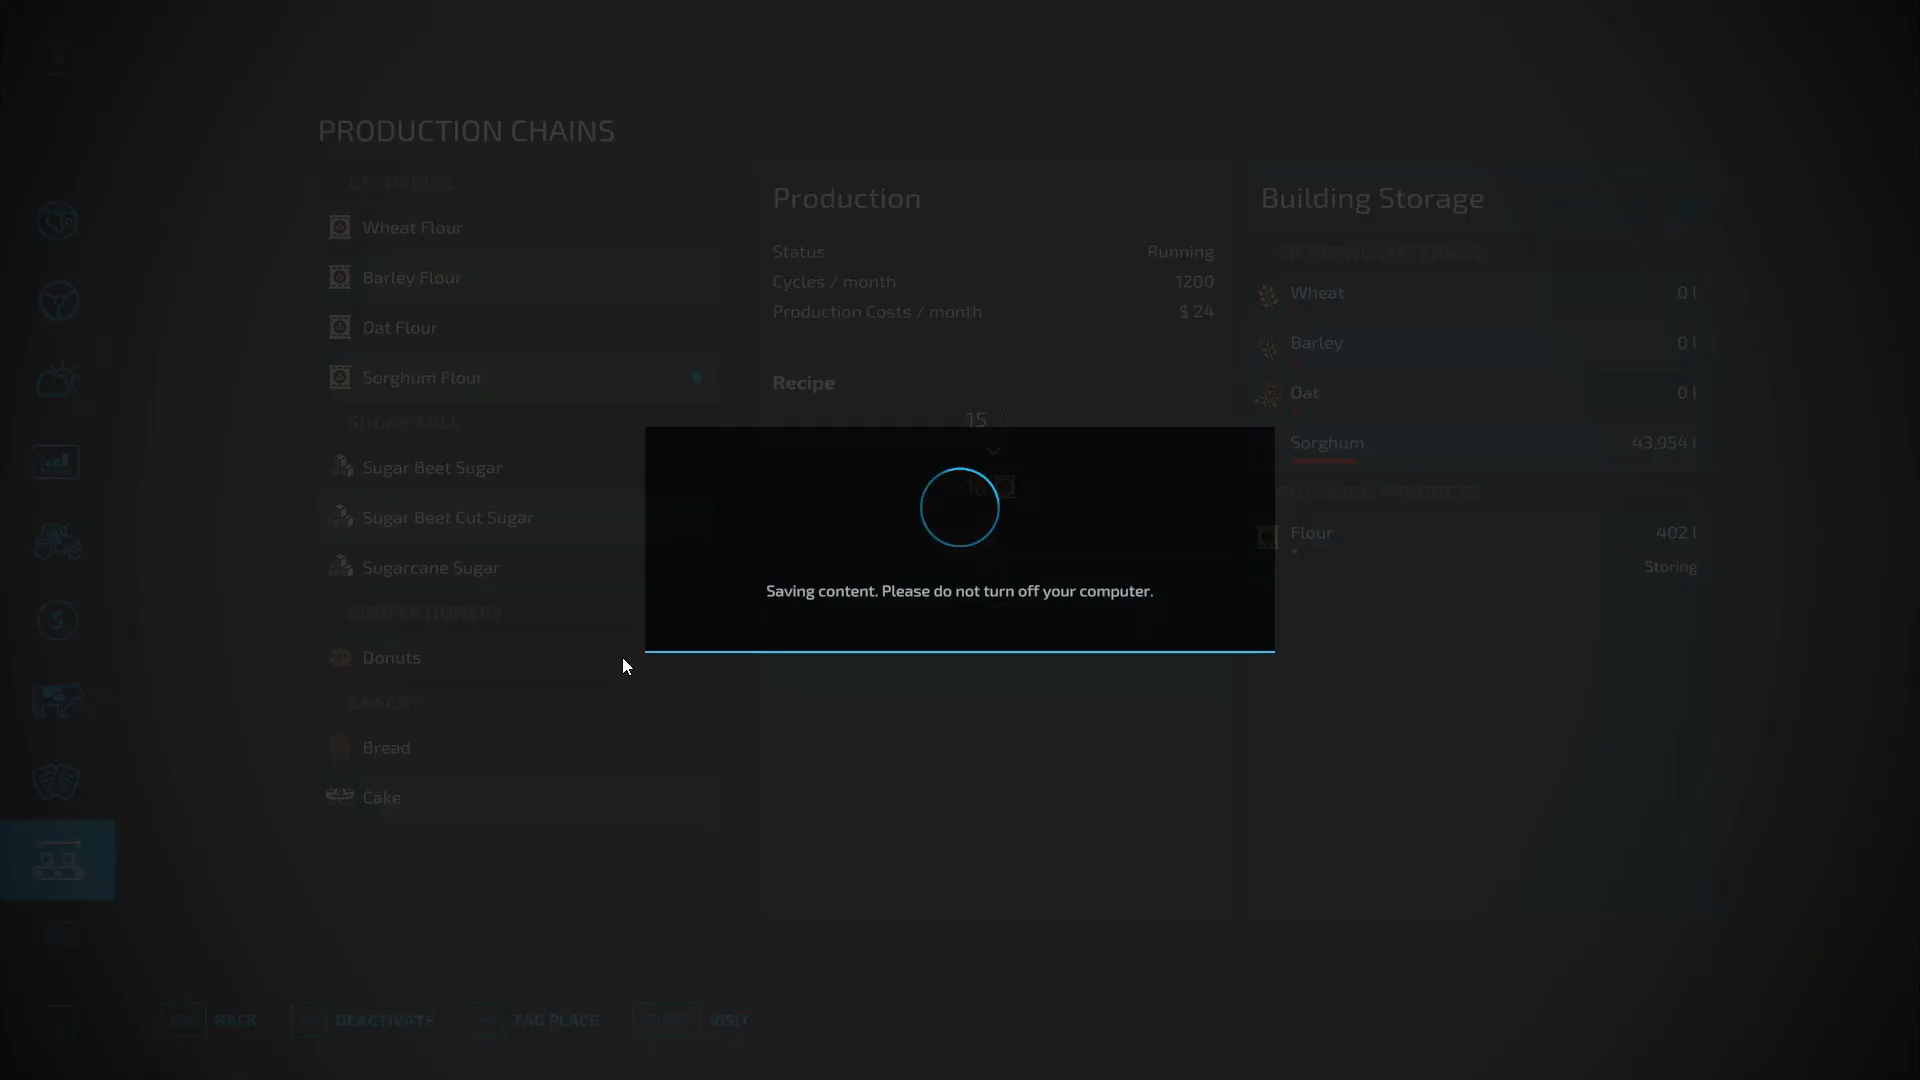 PRODUCTION CHAINS
Wheat Flour
Barley Flour
Oat Flour
Sorghum Flour
Sugar Beet Sugar
Sugar Beet Cut Sugar
Sugarcane Sugar
Donuts
Bread
Cake
Production
Status Running
Cycles / month 1200
Production Costs / month $ 24
Recipe
15
Saving content. Please do not turn off your computer.
Building Storage
Wheat 0 l
Barley 0 l
Oat 0 l
Sorghum 43,954 l
Flour 402 l
Storing
BACK DEACTIVATE TAG PLACE VISIT